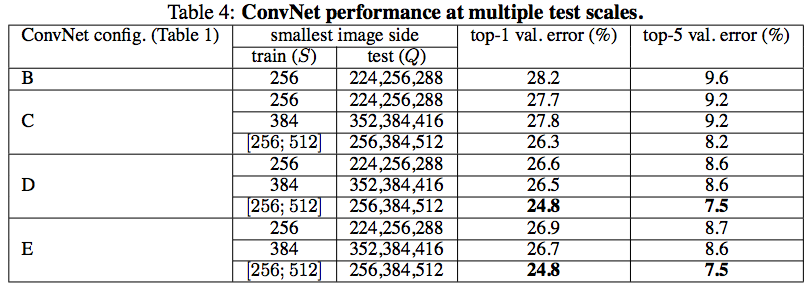 Table 4: ConvNet performance at multiple test scales.
ConvNet config. (Table 1) smallest image side top-1 val. error (%) top-5 val. error (%)
train (S) test (Q)
B 256 224,256,288 28.2 9.6
256 224,256,288 27.7 9.2
C 384 352,384,416 27.8 9.2
[256; 512] 256,384,512 26.3 8.2
256 224,256,288 26.6 8.6
D 384 352,384,416 26.5 8.6
[256; 512] 256,384,512 24.8 7.5
256 224,256,288 26.9 8.7
E 384 352,384,416 26.7 8.6
[256; 512] 256,384,512 24.8 7.5